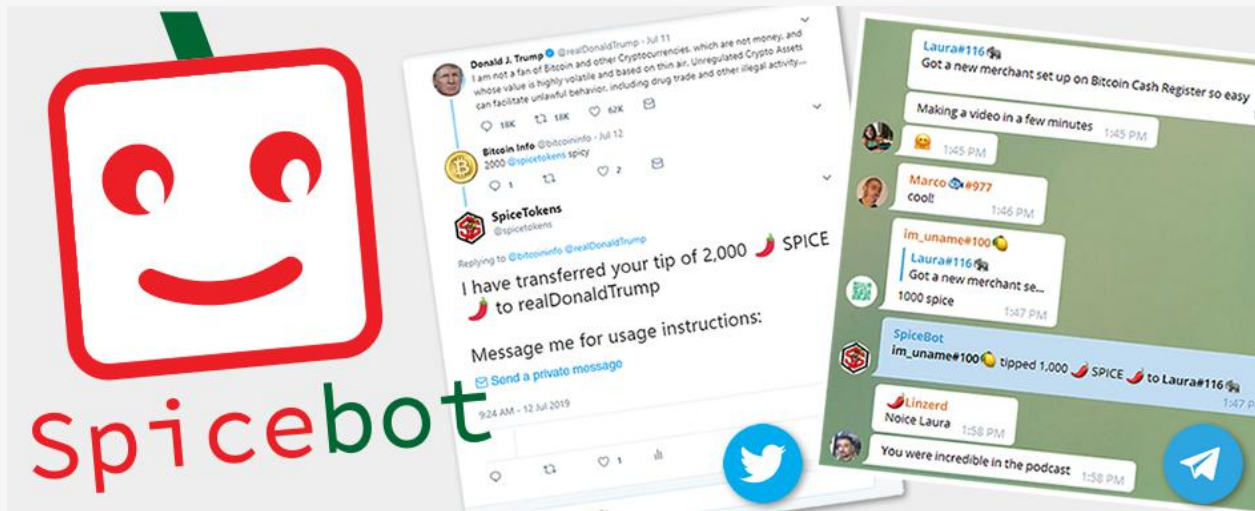 Spicebot
Donald J. Trump @realDonaldTrump · Jul 11
I am not a fan of Bitcoin and other Cryptocurrencies, which are not money, and
whose value is highly volatile and based on thin air. Unregulated Crypto Assets
can facilitate unlawful behavior, including drug trade and other illegal activity....
18K 18K 62K
Bitcoin Info @bitcoininfo · Jul 12
2000 @spicetokens spicy
1 2
SpiceTokens
@spicetokens
Replying to @bitcoininfo @realDonaldTrump
I have transferred your tip of 2,000 🌶️ SPICE
🌶️ to realDonaldTrump
Message me for usage instructions:
Send a private message
9:24 AM - 12 Jul 2019
1
Laura#116
Got a new merchant set up on Bitcoin Cash Register so easy
Making a video in a few minutes 1:45 PM
🤗 1:45 PM
Marco🐟#977
cool!
1:46 PM
im_uname#100🍋
Laura#116
Got a new merchant se...
1000 spice
1:47 PM
SpiceBot
im_uname#100🍋 tipped 1,000 🌶️ SPICE 🌶️ to Laura#116
1:47 P
🌶️Linzerd
Noice Laura 1:58 PM
You were incredible in the podcast 1:58 PM